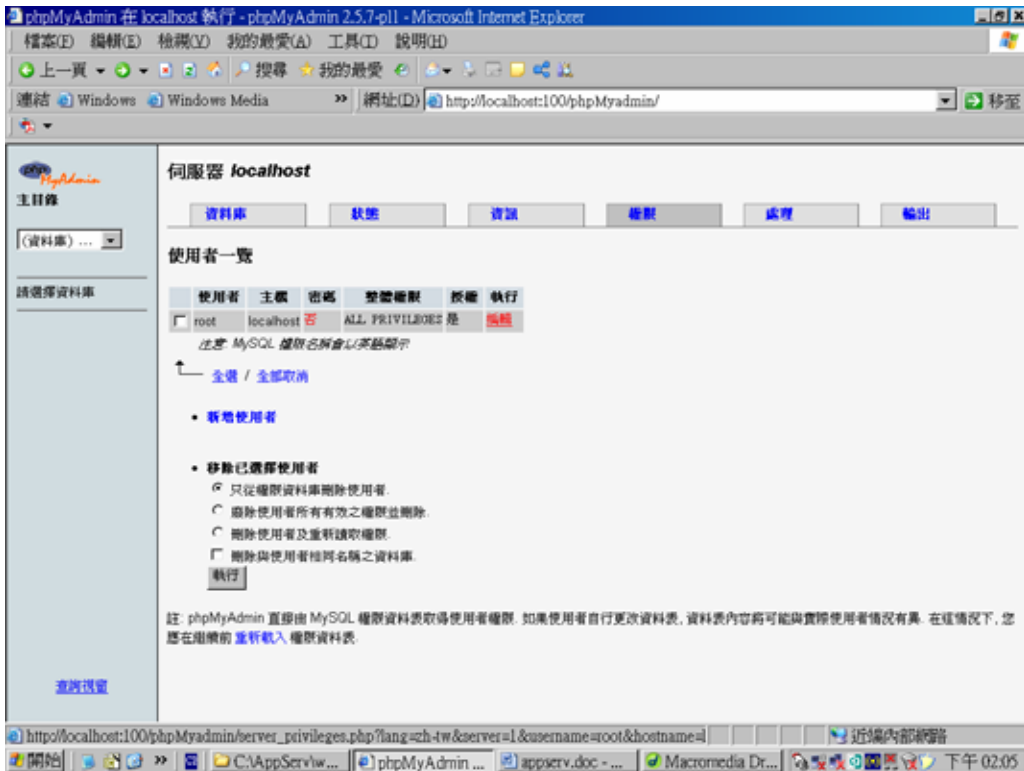 phpMyAdmin 在 localhost 執行 - phpMyAdmin 2.5.7-pl1 - Microsoft Internet Explorer
檔案(F) 編輯(E) 檢視(V) 我的最愛(A) 工具(T) 說明(H)
上一頁 搜尋 我的最愛
連結 Windows Windows Media » 網址(D) http://localhost:100/phpMyadmin/ 移至
php
MyAdmin
主目錄
(資料庫) ...
請選擇資料庫
查詢視窗
伺服器 localhost
資料庫 狀態 資訊 權限 處理 輸出
使用者一覽
使用者 主機 密碼 整體權限 授權 執行
root localhost 否 ALL PRIVILEGES 是 編輯
注意: MySQL 權限名稱會以英語顯示
全選 / 全部取消
• 新增使用者
• 移除已選擇使用者
只從權限資料庫刪除使用者.
廢除使用者所有有效之權限並刪除.
刪除使用者及重新讀取權限.
刪除與使用者相同名稱之資料庫.
執行
註: phpMyAdmin 直接由 MySQL 權限資料表取得使用者權限. 如果使用者自行更改資料表, 資料表內容將可能與實際使用者情況有異. 在這情況下, 您
應在繼續前 重新載入 權限資料表.
http://localhost:100/phpMyadmin/server_privileges.php?lang=zh-tw&server=1&username=root&hostname=l 近端內部網路
開始 » C:\AppServ\w... phpMyAdmin ... appserv.doc - ... Macromedia Dr... 下午 02:05